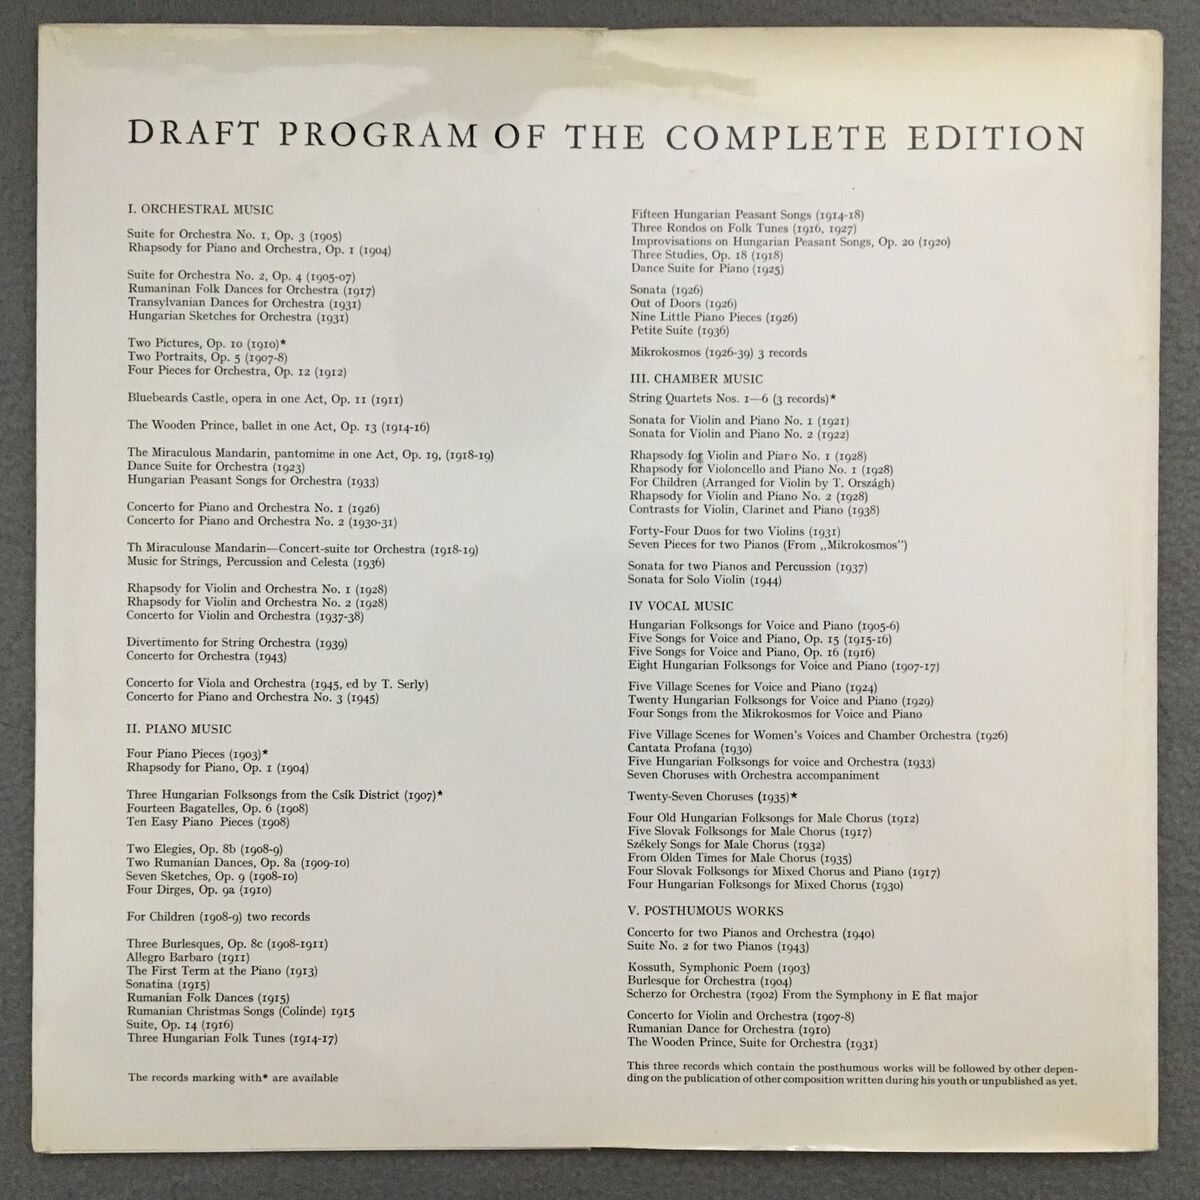 DRAFT PROGRAM OF THE COMPLETE EDITION
I. ORCHESTRAL MUSIC
Suite for Orchestra No. 1, Op. 3 (1905)
Rhapsody for Piano and Orchestra, Op. 1 (1904)
Suite for Orchestra No. 2, Op. 4 (1905-07)
Rumaninan Folk Dances for Orchestra (1917)
Transylvanian Dances for Orchestra (1931)
Hungarian Sketches for Orchestra (1931)
Two Pictures, Op. 10 (1910)★
Two Portraits, Op. 5 (1907-8)
Four Pieces for Orchestra, Op. 12 (1912)
Bluebeards Castle, opera in one Act, Op. 11 (1911)
The Wooden Prince, ballet in one Act, Op. 13 (1914-16)
The Miraculous Mandarin, pantomime in one Act, Op. 19, (1918-19)
Dance Suite for Orchestra (1923)
Hungarian Peasant Songs for Orchestra (1933)
Concerto for Piano and Orchestra No. 1 (1926)
Concerto for Piano and Orchestra No. 2 (1930-31)
Th Miraculouse Mandarin—Concert-suite tor Orchestra (1918-19)
Music for Strings, Percussion and Celesta (1936)
Rhapsody for Violin and Orchestra No. 1 (1928)
Rhapsody for Violin and Orchestra No. 2 (1928)
Concerto for Violin and Orchestra (1937-38)
Divertimento for String Orchestra (1939)
Concerto for Orchestra (1943)
Concerto for Viola and Orchestra (1945, ed by T. Serly)
Concerto for Piano and Orchestra No. 3 (1945)
II. PIANO MUSIC
Four Piano Pieces (1903)★
Rhapsody for Piano, Op. 1 (1904)
Three Hungarian Folksongs from the Csík District (1907)★
Fourteen Bagatelles, Op. 6 (1908)
Ten Easy Piano Pieces (1908)
Two Elegies, Op. 8b (1908-9)
Two Rumanian Dances, Op. 8a (1909-10)
Seven Sketches, Op. 9 (1908-10)
Four Dirges, Op. 9a (1910)
For Children (1908-9) two records
Three Burlesques, Op. 8c (1908-1911)
Allegro Barbaro (1911)
The First Term at the Piano (1913)
Sonatina (1915)
Rumanian Folk Dances (1915)
Rumanian Christmas Songs (Colinde) 1915
Suite, Op. 14 (1916)
Three Hungarian Folk Tunes (1914-17)
The records marking with★ are available
Fifteen Hungarian Peasant Songs (1914-18)
Three Rondos on Folk Tunes (1916, 1927)
Improvisations on Hungarian Peasant Songs, Op. 20 (1920)
Three Studies, Op. 18 (1918)
Dance Suite for Piano (1925)
Sonata (1926)
Out of Doors (1926)
Nine Little Piano Pieces (1926)
Petite Suite (1936)
Mikrokosmos (1926-39) 3 records
III. CHAMBER MUSIC
String Quartets Nos. 1—6 (3 records)★
Sonata for Violin and Piano No. 1 (1921)
Sonata for Violin and Piano No. 2 (1922)
Rhapsody for Violin and Piaro No. 1 (1928)
Rhapsody for Violoncello and Piano No. 1 (1928)
For Children (Arranged for Violin by T. Országh)
Rhapsody for Violin and Piano No. 2 (1928)
Contrasts for Violin, Clarinet and Piano (1938)
Forty-Four Duos for two Violins (1931)
Seven Pieces for two Pianos (From „Mikrokosmos”)
Sonata for two Pianos and Percussion (1937)
Sonata for Solo Violin (1944)
IV VOCAL MUSIC
Hungarian Folksongs for Voice and Piano (1905-6)
Five Songs for Voice and Piano, Op. 15 (1915-16)
Five Songs for Voice and Piano, Op. 16 (1916)
Eight Hungarian Folksongs for Voice and Piano (1907-17)
Five Village Scenes for Voice and Piano (1924)
Twenty Hungarian Folksongs for Voice and Piano (1929)
Four Songs from the Mikrokosmos for Voice and Piano
Five Village Scenes for Women's Voices and Chamber Orchestra (1926)
Cantata Profana (1930)
Five Hungarian Folksongs for voice and Orchestra (1933)
Seven Choruses with Orchestra accompaniment
Twenty-Seven Choruses (1935)★
Four Old Hungarian Folksongs for Male Chorus (1912)
Five Slovak Folksongs for Male Chorus (1917)
Székely Songs for Male Chorus (1932)
From Olden Times for Male Chorus (1935)
Four Slovak Folksongs for Mixed Chorus and Piano (1917)
Four Hungarian Folksongs for Mixed Chorus (1930)
V. POSTHUMOUS WORKS
Concerto for two Pianos and Orchestra (1940)
Suite No. 2 for two Pianos (1943)
Kossuth, Symphonic Poem (1903)
Burlesque for Orchestra (1904)
Scherzo for Orchestra (1902) From the Symphony in E flat major
Concerto for Violin and Orchestra (1907-8)
Rumanian Dance for Orchestra (1910)
The Wooden Prince, Suite for Orchestra (1931)
This three records which contain the posthumous works will be followed by other depen-
ding on the publication of other composition written during his youth or unpublished as yet.